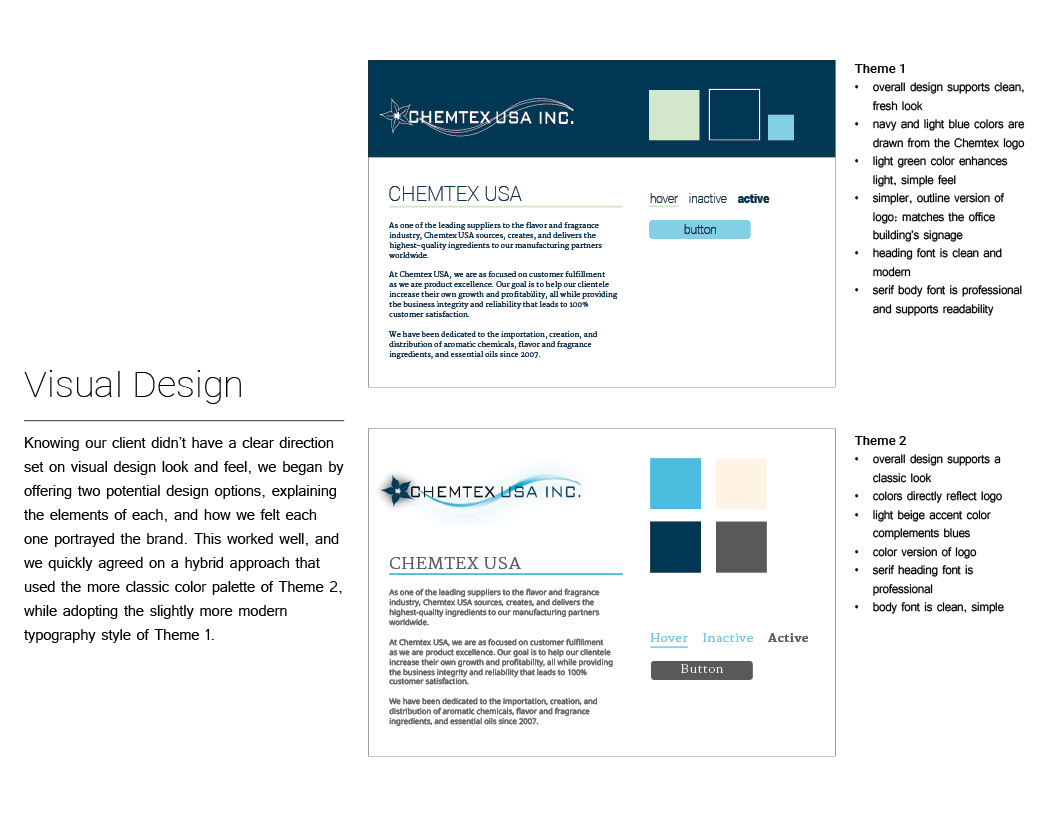 Visual Design
Knowing our client didn't have a clear direction
set on visual design look and feel, we began by
offering two potential design options, explaining
the elements of each, and how we felt each
one portrayed the brand. This worked well, and
we quickly agreed on a hybrid approach that
used the more classic color palette of Theme 2,
while adopting the slightly more modern
typography style of Theme 1.
CHEMTEX USA INC.
CHEMTEX USA
As one of the leading suppliers to the flavor and fragrance
industry, Chemtex USA sources, creates, and delivers the
highest-quality ingredients to our manufacturing partners
worldwide.
At Chemtex USA, we are as focused on customer fulfillment
as we are product excellence. Our goal is to help our clientele
increase their own growth and profitability, all while providing
the business integrity and reliability that leads to 100%
customer satisfaction.
We have been dedicated to the importation, creation, and
distribution of aromatic chemicals, flavor and fragrance
ingredients, and essential oils since 2007.
hover inactive active
button
Theme 1
• overall design supports clean,
fresh look
• navy and light blue colors are
drawn from the Chemtex logo
• light green color enhances
light, simple feel
• simpler, outline version of
logo: matches the office
building's signage
• heading font is clean and
modern
• serif body font is professional
and supports readability
CHEMTEX USA INC.
CHEMTEX USA
As one of the leading suppliers to the flavor and fragrance
industry, Chemtex USA sources, creates, and delivers the
highest-quality ingredients to our manufacturing partners
worldwide.
At Chemtex USA, we are as focused on customer fulfillment
as we are product excellence. Our goal is to help our clientele
increase their own growth and profitability, all while providing
the business integrity and reliability that leads to 100%
customer satisfaction.
We have been dedicated to the importation, creation, and
distribution of aromatic chemicals, flavor and fragrance
ingredients, and essential oils since 2007.
Hover Inactive Active
Button
Theme 2
• overall design supports a
classic look
• colors directly reflect logo
• light beige accent color
complements blues
• color version of logo
• serif heading font is
professional
• body font is clean, simple